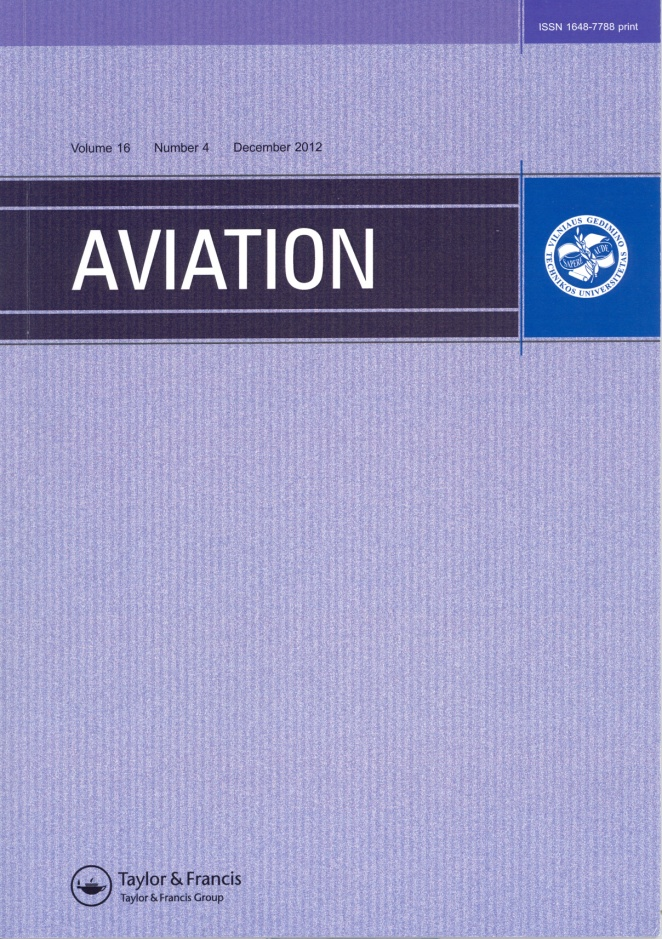 ISSN 1648-7788 print
Volume 16 Number 4 December 2012
AVIATION
VILNIAUS GEDIMINO
TECHNIKOS UNIVERSITETAS
SAPERE AUDE
Taylor & Francis
Taylor & Francis Group